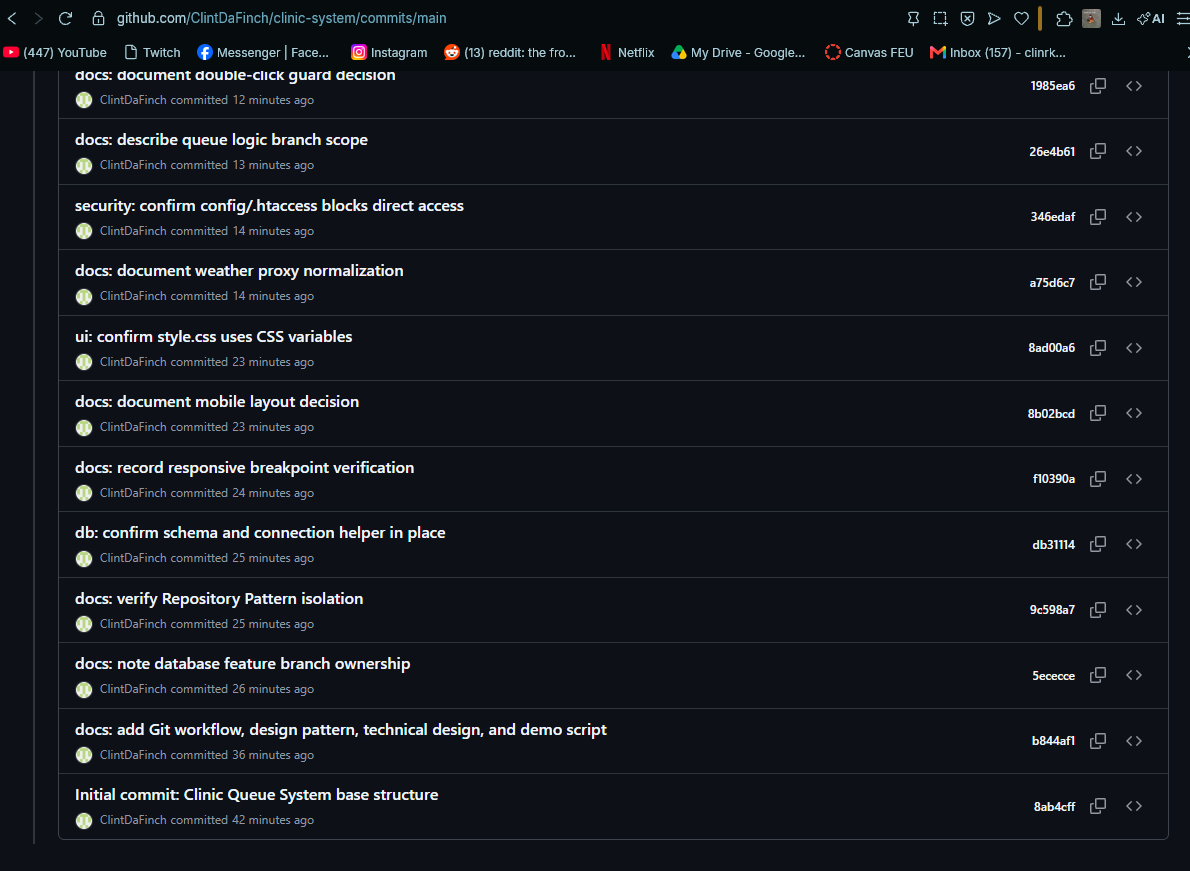 github.com/ClintDaFinch/clinic-system/commits/main
AI
(447) YouTube
Twitch
Messenger | Face...
Instagram
(13) reddit: the fro...
Netflix
My Drive - Google...
Canvas FEU
Inbox (157) - clinrk...
docs: document double-click guard decision
ClintDaFinch committed 12 minutes ago
1985ea6
docs: describe queue logic branch scope
ClintDaFinch committed 13 minutes ago
26e4b61
security: confirm config/.htaccess blocks direct access
ClintDaFinch committed 14 minutes ago
346edaf
docs: document weather proxy normalization
ClintDaFinch committed 14 minutes ago
a75d6c7
ui: confirm style.css uses CSS variables
ClintDaFinch committed 23 minutes ago
8ad00a6
docs: document mobile layout decision
ClintDaFinch committed 23 minutes ago
8b02bcd
docs: record responsive breakpoint verification
ClintDaFinch committed 24 minutes ago
f10390a
db: confirm schema and connection helper in place
ClintDaFinch committed 25 minutes ago
db31114
docs: verify Repository Pattern isolation
ClintDaFinch committed 25 minutes ago
9c598a7
docs: note database feature branch ownership
ClintDaFinch committed 26 minutes ago
5ececce
docs: add Git workflow, design pattern, technical design, and demo script
ClintDaFinch committed 36 minutes ago
b844af1
Initial commit: Clinic Queue System base structure
ClintDaFinch committed 42 minutes ago
8ab4cff